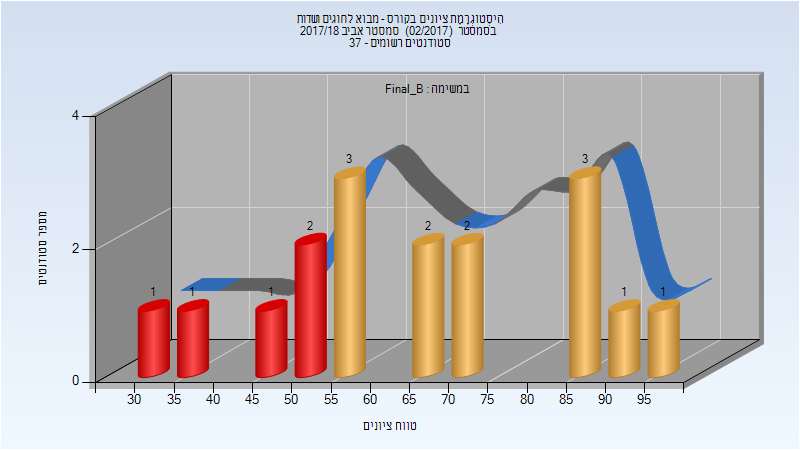 היסטוגרמת ציונים בקורס - מבוא לחוגים ושדות
בסמסטר (02/2017) סמסטר אביב 2017/18
סטודנטים רשומים - 37
במשימה : Final_B
מספר סטודנטים
4
2
0
1
1
1
2
3
2
2
3
1
1
30 35 40 45 50 55 60 65 70 75 80 85 90 95
טווח ציונים